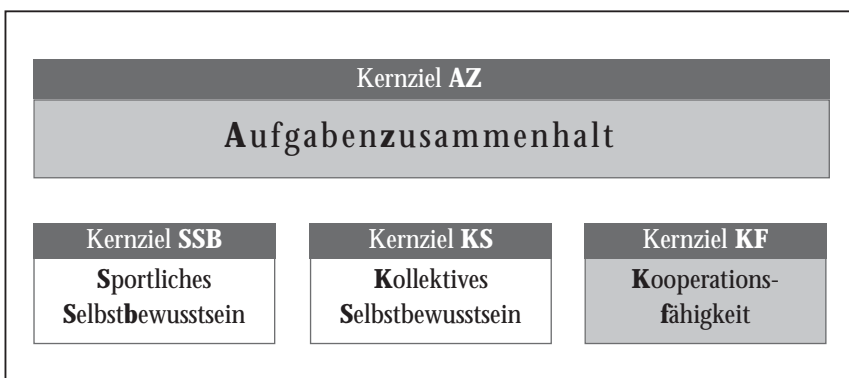 Kernziel AZ
Aufgabenzusammenhalt
Kernziel SSB
Sportliches
Selbstbewusstsein
Kernziel KS
Kollektives
Selbstbewusstsein
Kernziel KF
Kooperations-
fähigkeit